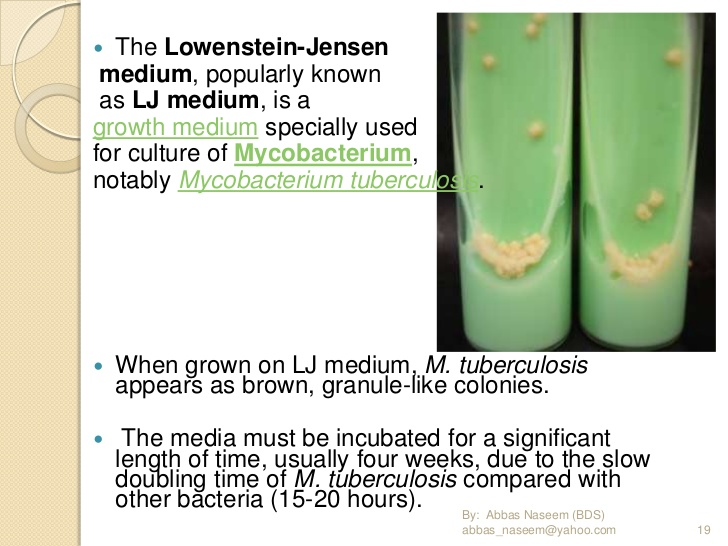 • The Lowenstein-Jensen
medium, popularly known
as LJ medium, is a
growth medium specially used
for culture of Mycobacterium,
notably Mycobacterium tuberculosis.
• When grown on LJ medium, M. tuberculosis
appears as brown, granule-like colonies.
• The media must be incubated for a significant
length of time, usually four weeks, due to the slow
doubling time of M. tuberculosis compared with
other bacteria (15-20 hours).
By: Abbas Naseem (BDS)
abbas_naseem@yahoo.com
19